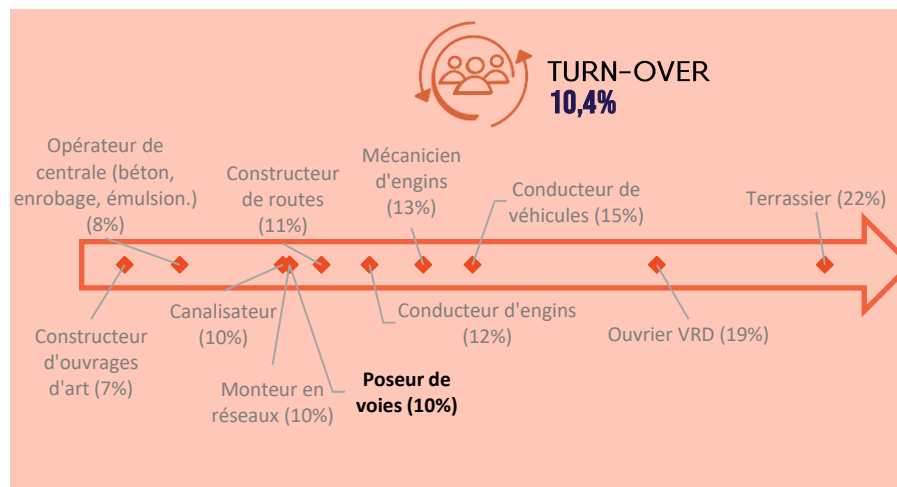 TURN-OVER
10,4%
Opérateur de
centrale (béton,
enrobage, émulsion.)
(8%)
Constructeur
de routes
(11%)
Mécanicien
d'engins
(13%)
Conducteur de
véhicules (15%)
Terrassier (22%)
Constructeur
d'ouvrages
d'art (7%)
Canalisateur
(10%)
Monteur en
réseaux (10%)
Poseur de
voies (10%)
Conducteur d'engins
(12%)
Ouvrier VRD (19%)